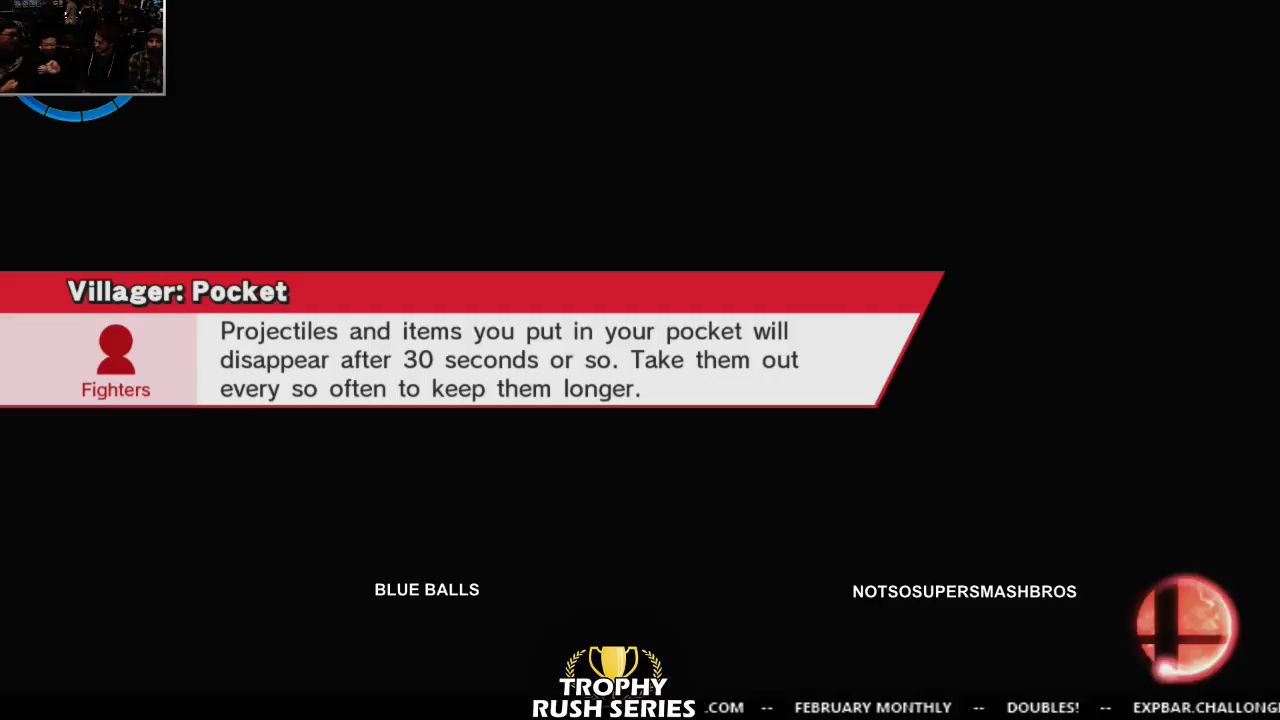 Villager: Pocket
Fighters
Projectiles and items you put in your pocket will
disappear after 30 seconds or so. Take them out
every so often to keep them longer.
BLUE BALLS
NOTSOSUPERSMASHBROS
TROPHY
RUSH SERIES
.COM -- FEBRUARY MONTHLY -- DOUBLES! -- EXPBAR.CHALLONG